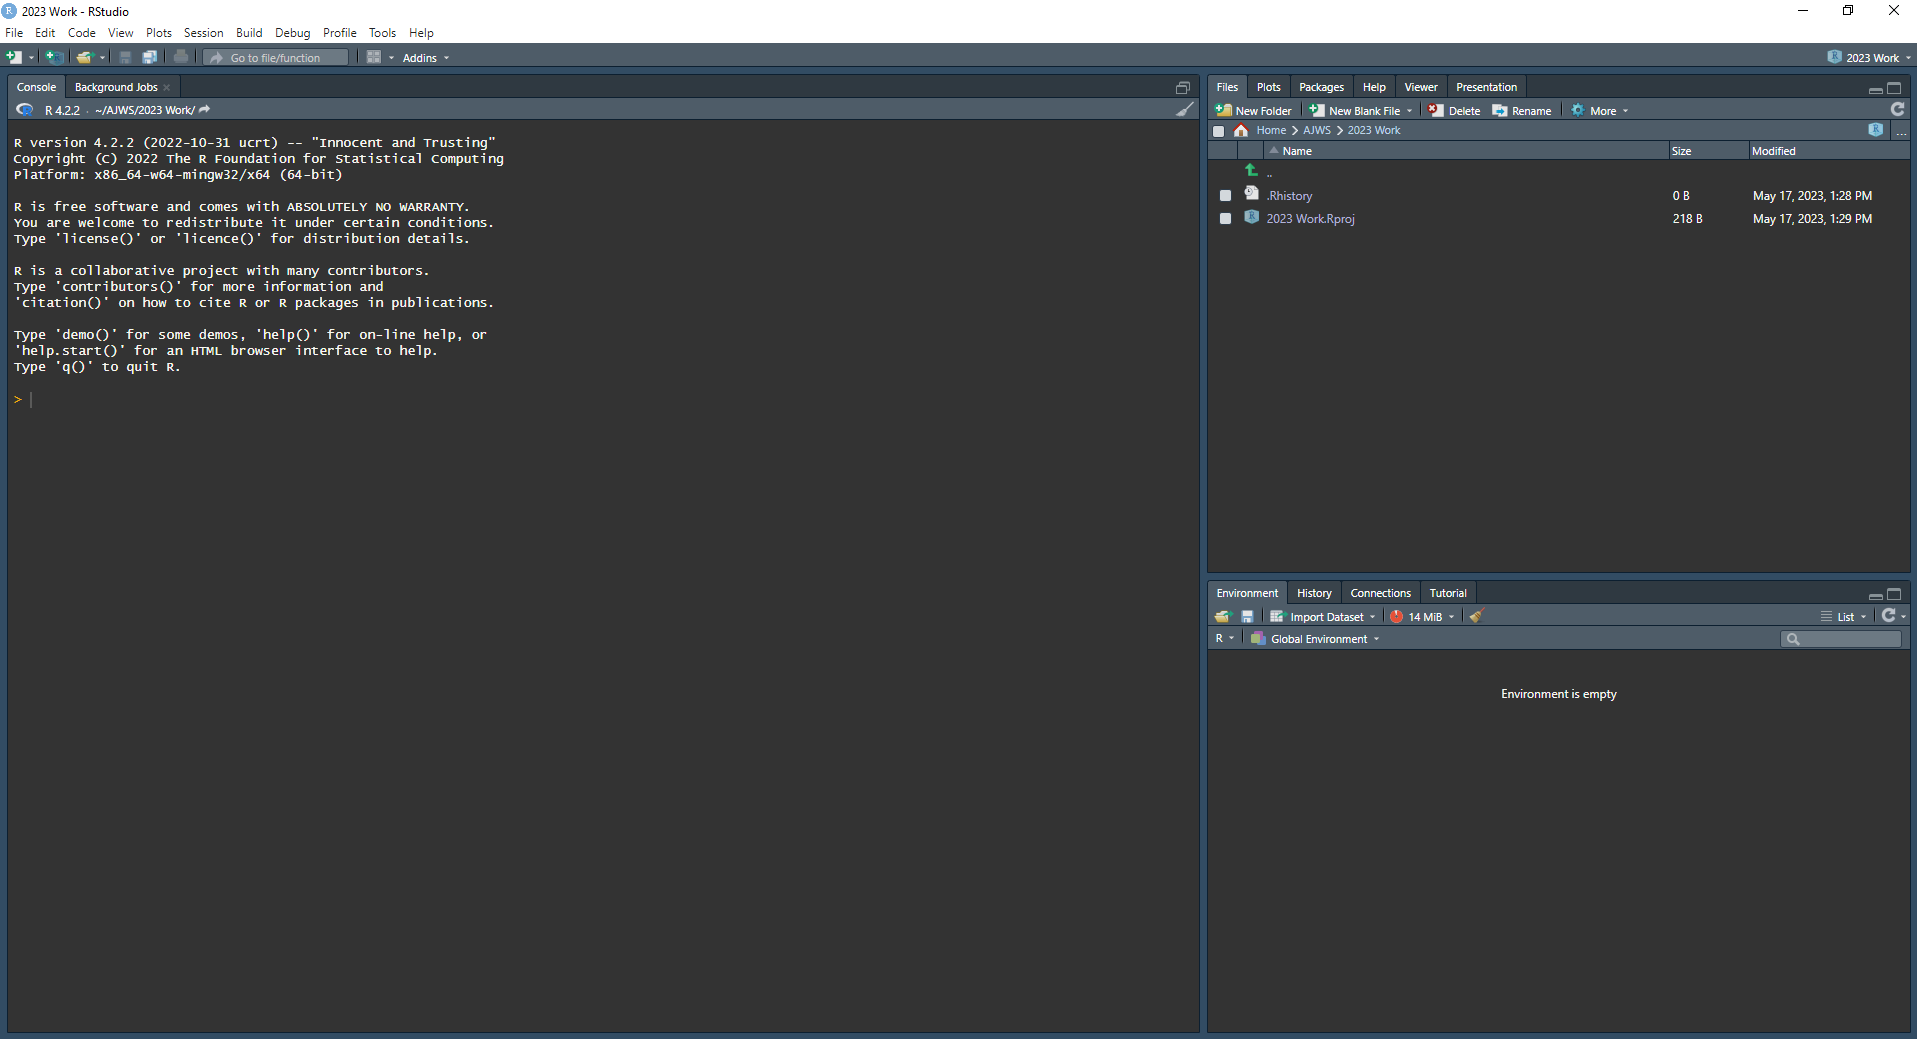 2023 Work - RStudio
File Edit Code View Plots Session Build Debug Profile Tools Help
Go to file/function Addins 2023 Work
Console Background Jobs
R 4.2.2 · ~/AJWS/2023 Work/
R version 4.2.2 (2022-10-31 ucrt) -- "Innocent and Trusting"
Copyright (C) 2022 The R Foundation for Statistical Computing
Platform: x86_64-w64-mingw32/x64 (64-bit)
R is free software and comes with ABSOLUTELY NO WARRANTY.
You are welcome to redistribute it under certain conditions.
Type 'license()' or 'licence()' for distribution details.
R is a collaborative project with many contributors.
Type 'contributors()' for more information and
'citation()' on how to cite R or R packages in publications.
Type 'demo()' for some demos, 'help()' for on-line help, or
'help.start()' for an HTML browser interface to help.
Type 'q()' to quit R.
>
Files Plots Packages Help Viewer Presentation
New Folder New Blank File Delete Rename More
Home AJWS 2023 Work ...
Name Size Modified
..
.Rhistory 0 B May 17, 2023, 1:28 PM
2023 Work.Rproj 218 B May 17, 2023, 1:29 PM
Environment History Connections Tutorial
Import Dataset 14 MiB List
R Global Environment
Environment is empty